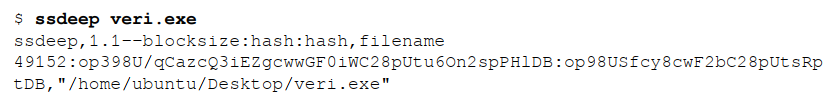 $ ssdeep veri.exe
ssdeep,1.1--blocksize:hash:hash,filename
49152:op398U/qCazcQ3iEZgcwwGF0iWC28pUtu6On2spPHlDB:op98USfcy8cwF2bC28pUtsRp
tDB,"/home/ubuntu/Desktop/veri.exe"